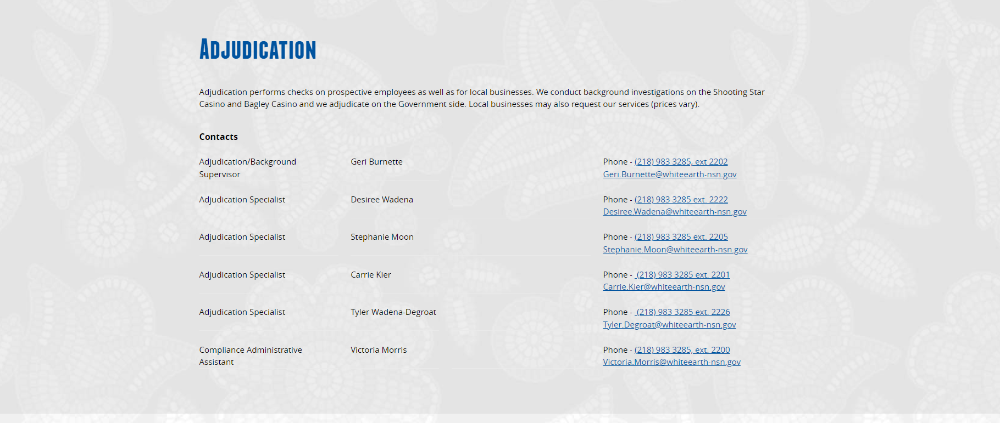 Adjudication
Adjudication performs checks on prospective employees as well as for local businesses. We conduct background investigations on the Shooting Star
Casino and Bagley Casino and we adjudicate on the Government side. Local businesses may also request our services (prices vary).
Contacts
Adjudication/Background Supervisor
Geri Burnette
Phone - (218) 983 3285, ext 2202
Geri.Burnette@whiteearth-nsn.gov
Adjudication Specialist
Desiree Wadena
Phone - (218) 983 3285 ext. 2222
Desiree.Wadena@whiteearth-nsn.gov
Adjudication Specialist
Stephanie Moon
Phone - (218) 983 3285 ext. 2205
Stephanie.Moon@whiteearth-nsn.gov
Adjudication Specialist
Carrie Kier
Phone -  (218) 983 3285 ext. 2201
Carrie.Kier@whiteearth-nsn.gov
Adjudication Specialist
Tyler Wadena-Degroat
Phone -  (218) 983 3285 ext. 2226
Tyler.Degroat@whiteearth-nsn.gov
Compliance Administrative
Assistant
Victoria Morris
Phone - (218) 983 3285, ext. 2200
Victoria.Morris@whiteearth-nsn.gov